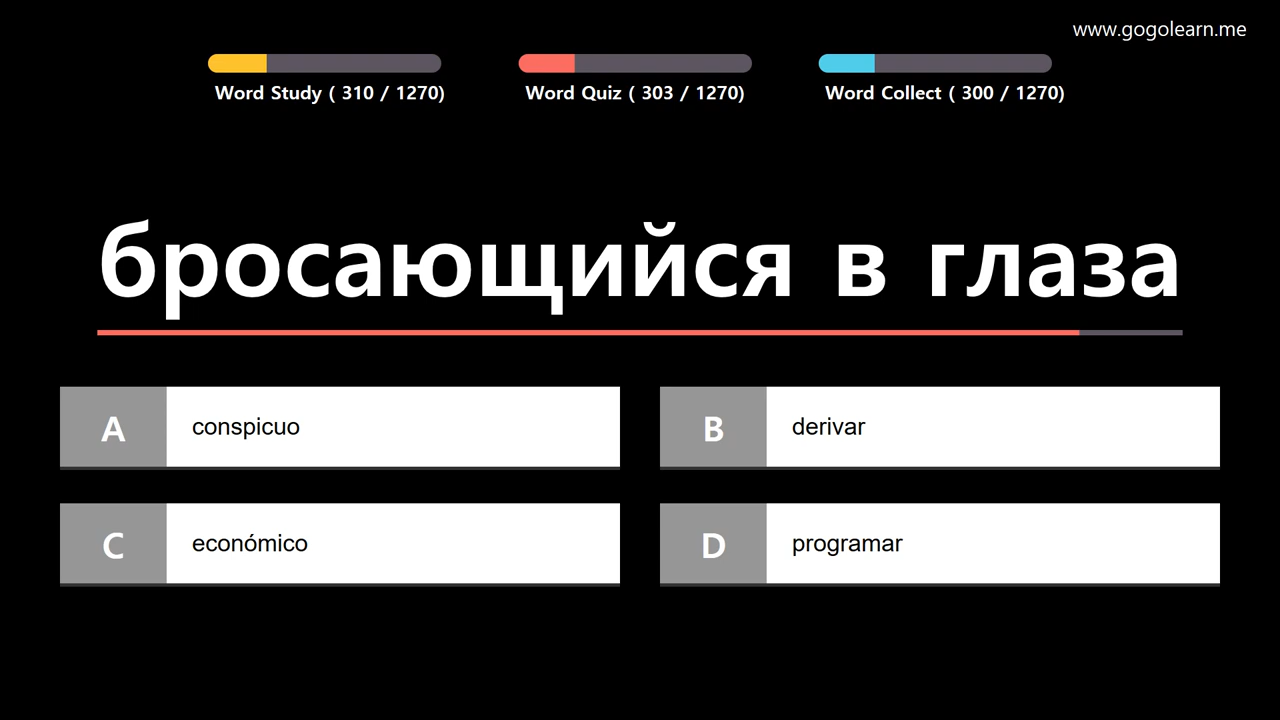 www.gogolearn.me
Word Study ( 310 / 1270)
Word Quiz ( 303 / 1270)
Word Collect ( 300 / 1270)
бросающийся в глаза
A
conspicuo
B
derivar
C
económico
D
programar